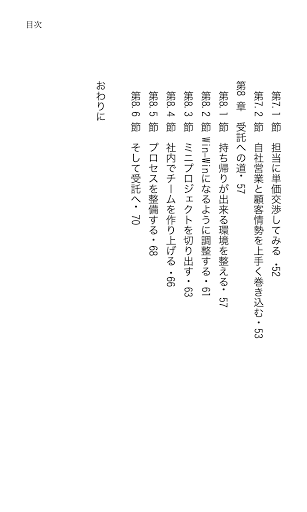 目次
第7.1 節　担当に単価交渉してみる ・52
第7.2 節　自社営業と顧客情勢を上手く巻き込む・53
第8 章　受託への道・57
第8.1 節　持ち帰りが出来る環境を整える・ 57
第8.2 節　Win-Winになるように調整する・61
第8.3 節　ミニプロジェクトを切り出す・63
第8.4 節　社内でチームを作り上げる ・66
第8.5 節　プロセスを整備する・68
第8.6 節　そして受託へ・70
おわりに